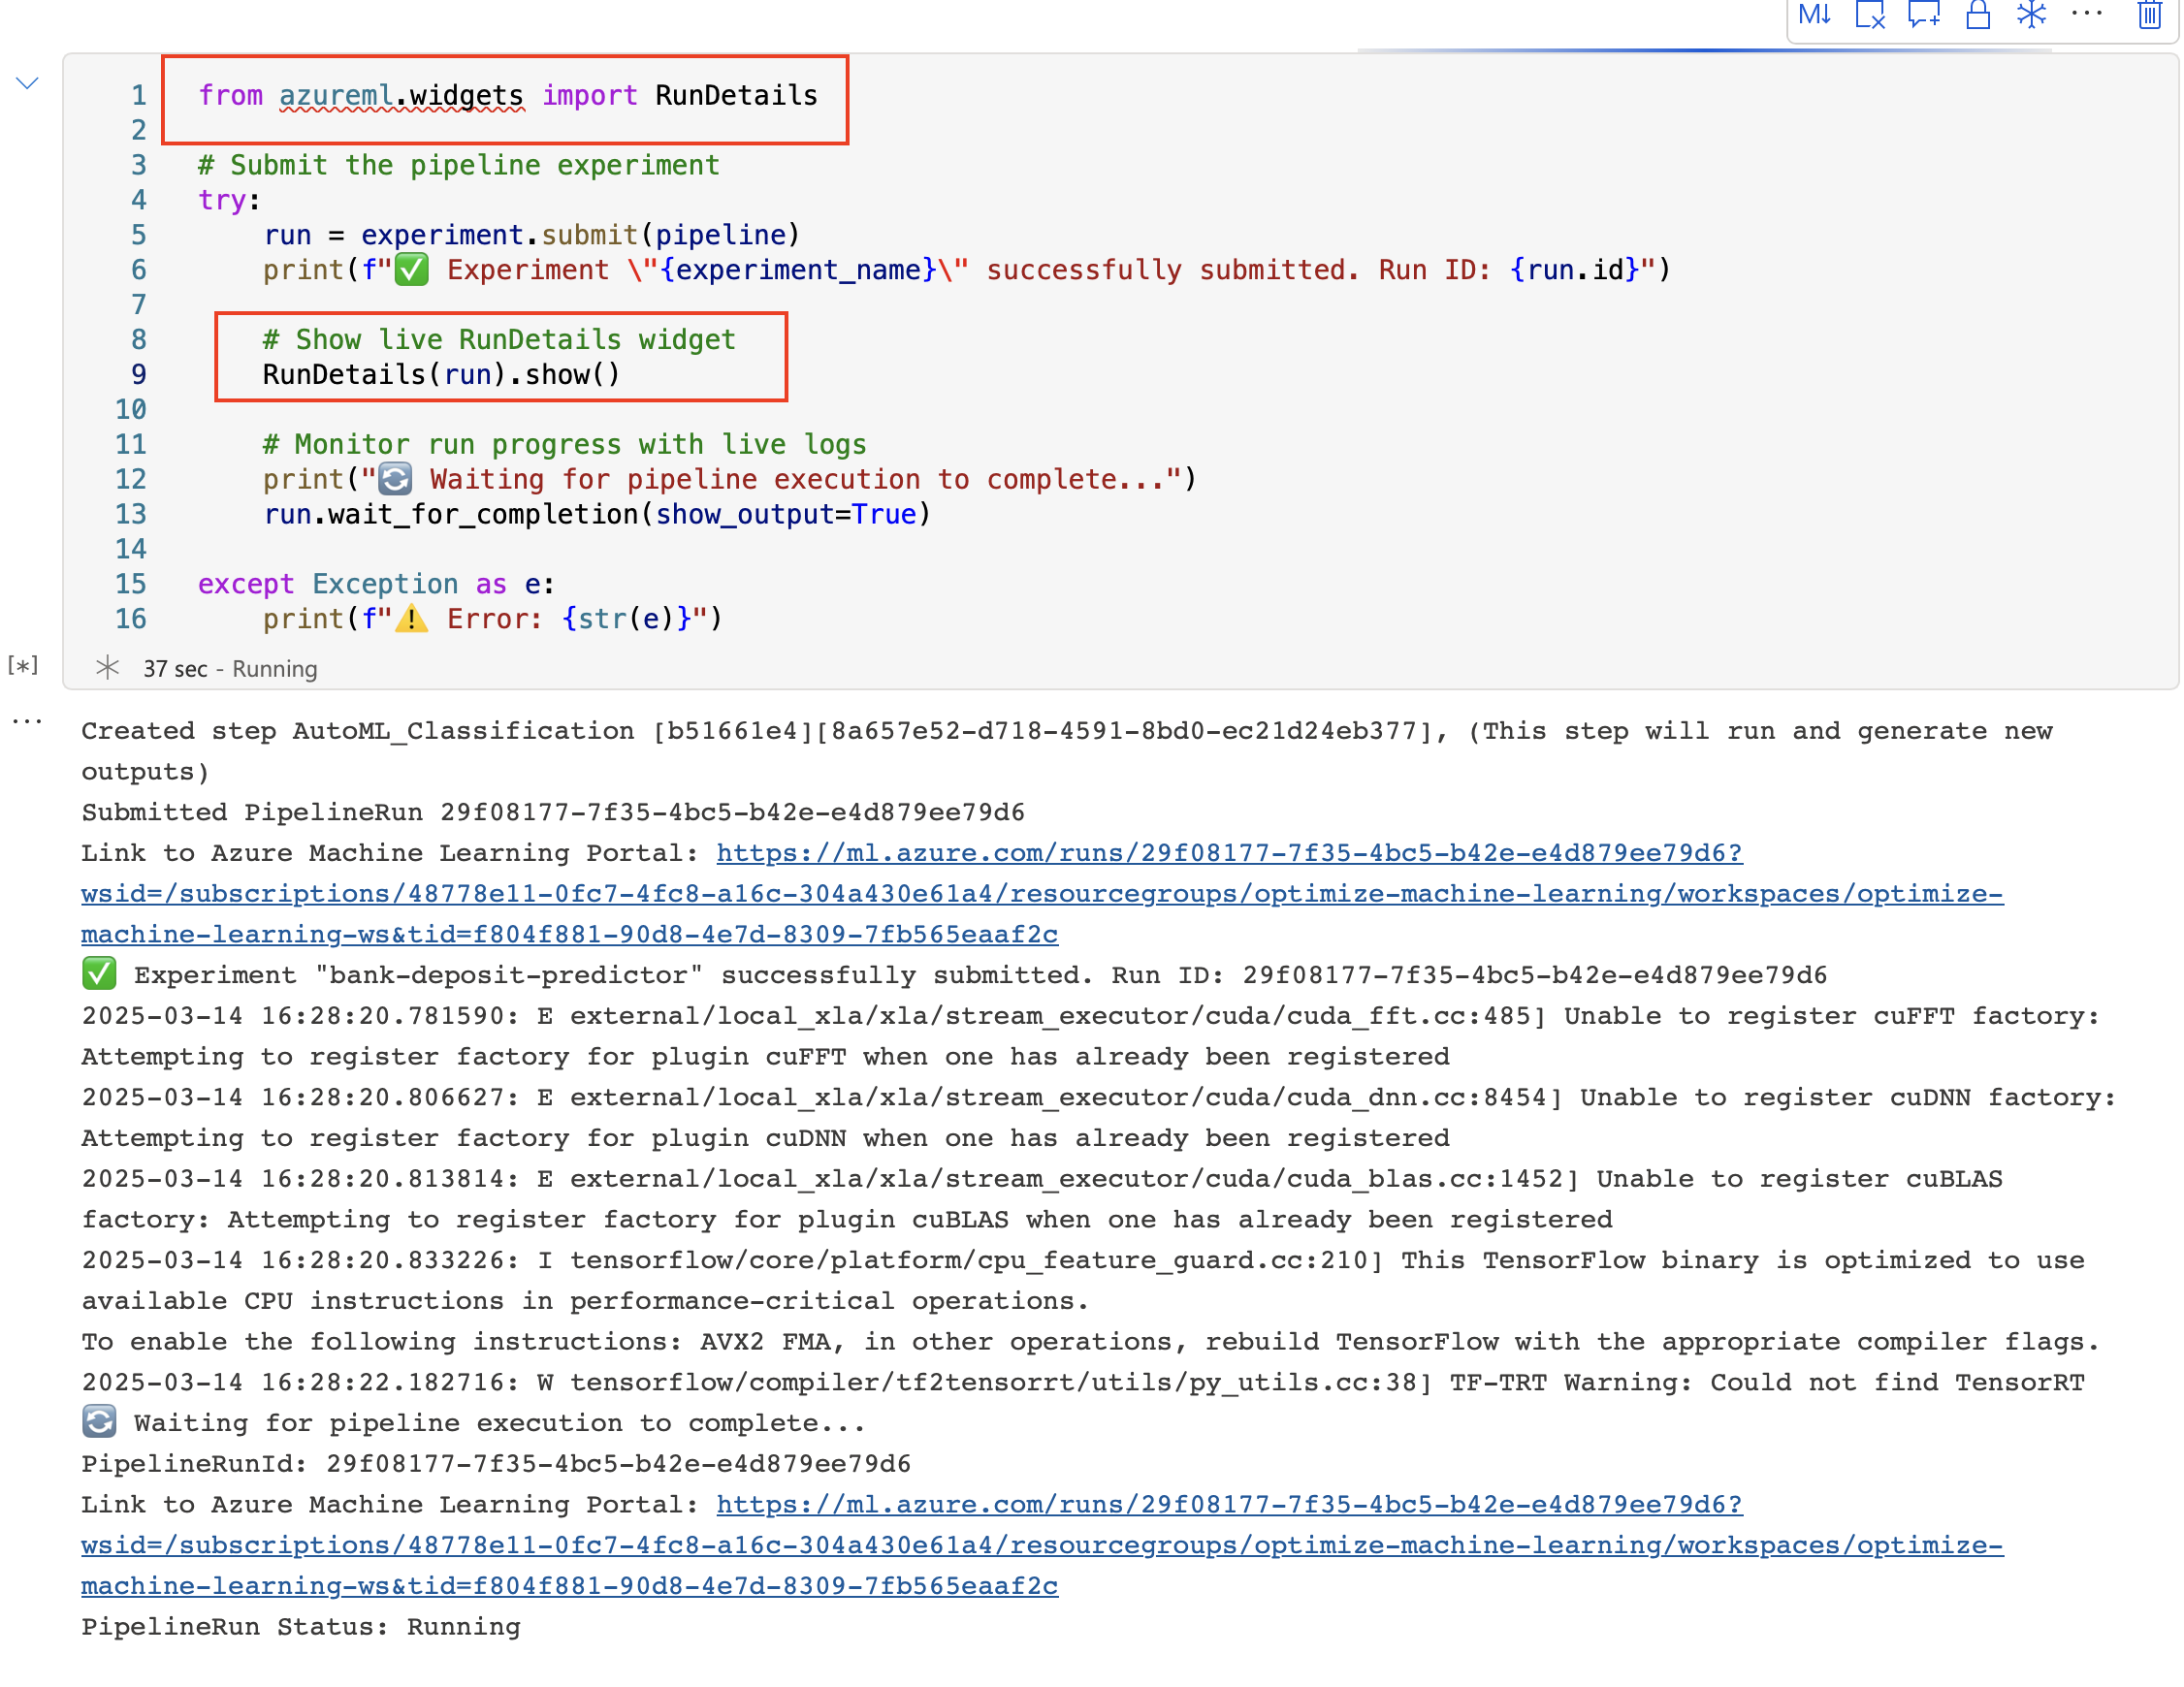 M↓
1 from azureml.widgets import RunDetails
2
3 # Submit the pipeline experiment
4 try:
5     run = experiment.submit(pipeline)
6     print(f"✅ Experiment \"{experiment_name}\" successfully submitted. Run ID: {run.id}")
7
8     # Show live RunDetails widget
9     RunDetails(run).show()
10
11     # Monitor run progress with live logs
12     print("🔄 Waiting for pipeline execution to complete...")
13     run.wait_for_completion(show_output=True)
14
15 except Exception as e:
16     print(f"⚠️ Error: {str(e)}")
[*] 37 sec - Running
Created step AutoML_Classification [b51661e4][8a657e52-d718-4591-8bd0-ec21d24eb377], (This step will run and generate new
outputs)
Submitted PipelineRun 29f08177-7f35-4bc5-b42e-e4d879ee79d6
Link to Azure Machine Learning Portal: https://ml.azure.com/runs/29f08177-7f35-4bc5-b42e-e4d879ee79d6?
wsid=/subscriptions/48778e11-0fc7-4fc8-a16c-304a430e61a4/resourcegroups/optimize-machine-learning/workspaces/optimize-
machine-learning-ws&tid=f804f881-90d8-4e7d-8309-7fb565eaaf2c
✅ Experiment "bank-deposit-predictor" successfully submitted. Run ID: 29f08177-7f35-4bc5-b42e-e4d879ee79d6
2025-03-14 16:28:20.781590: E external/local_xla/xla/stream_executor/cuda/cuda_fft.cc:485] Unable to register cuFFT factory:
Attempting to register factory for plugin cuFFT when one has already been registered
2025-03-14 16:28:20.806627: E external/local_xla/xla/stream_executor/cuda/cuda_dnn.cc:8454] Unable to register cuDNN factory:
Attempting to register factory for plugin cuDNN when one has already been registered
2025-03-14 16:28:20.813814: E external/local_xla/xla/stream_executor/cuda/cuda_blas.cc:1452] Unable to register cuBLAS
factory: Attempting to register factory for plugin cuBLAS when one has already been registered
2025-03-14 16:28:20.833226: I tensorflow/core/platform/cpu_feature_guard.cc:210] This TensorFlow binary is optimized to use
available CPU instructions in performance-critical operations.
To enable the following instructions: AVX2 FMA, in other operations, rebuild TensorFlow with the appropriate compiler flags.
2025-03-14 16:28:22.182716: W tensorflow/compiler/tf2tensorrt/utils/py_utils.cc:38] TF-TRT Warning: Could not find TensorRT
🔄 Waiting for pipeline execution to complete...
PipelineRunId: 29f08177-7f35-4bc5-b42e-e4d879ee79d6
Link to Azure Machine Learning Portal: https://ml.azure.com/runs/29f08177-7f35-4bc5-b42e-e4d879ee79d6?
wsid=/subscriptions/48778e11-0fc7-4fc8-a16c-304a430e61a4/resourcegroups/optimize-machine-learning/workspaces/optimize-
machine-learning-ws&tid=f804f881-90d8-4e7d-8309-7fb565eaaf2c
PipelineRun Status: Running